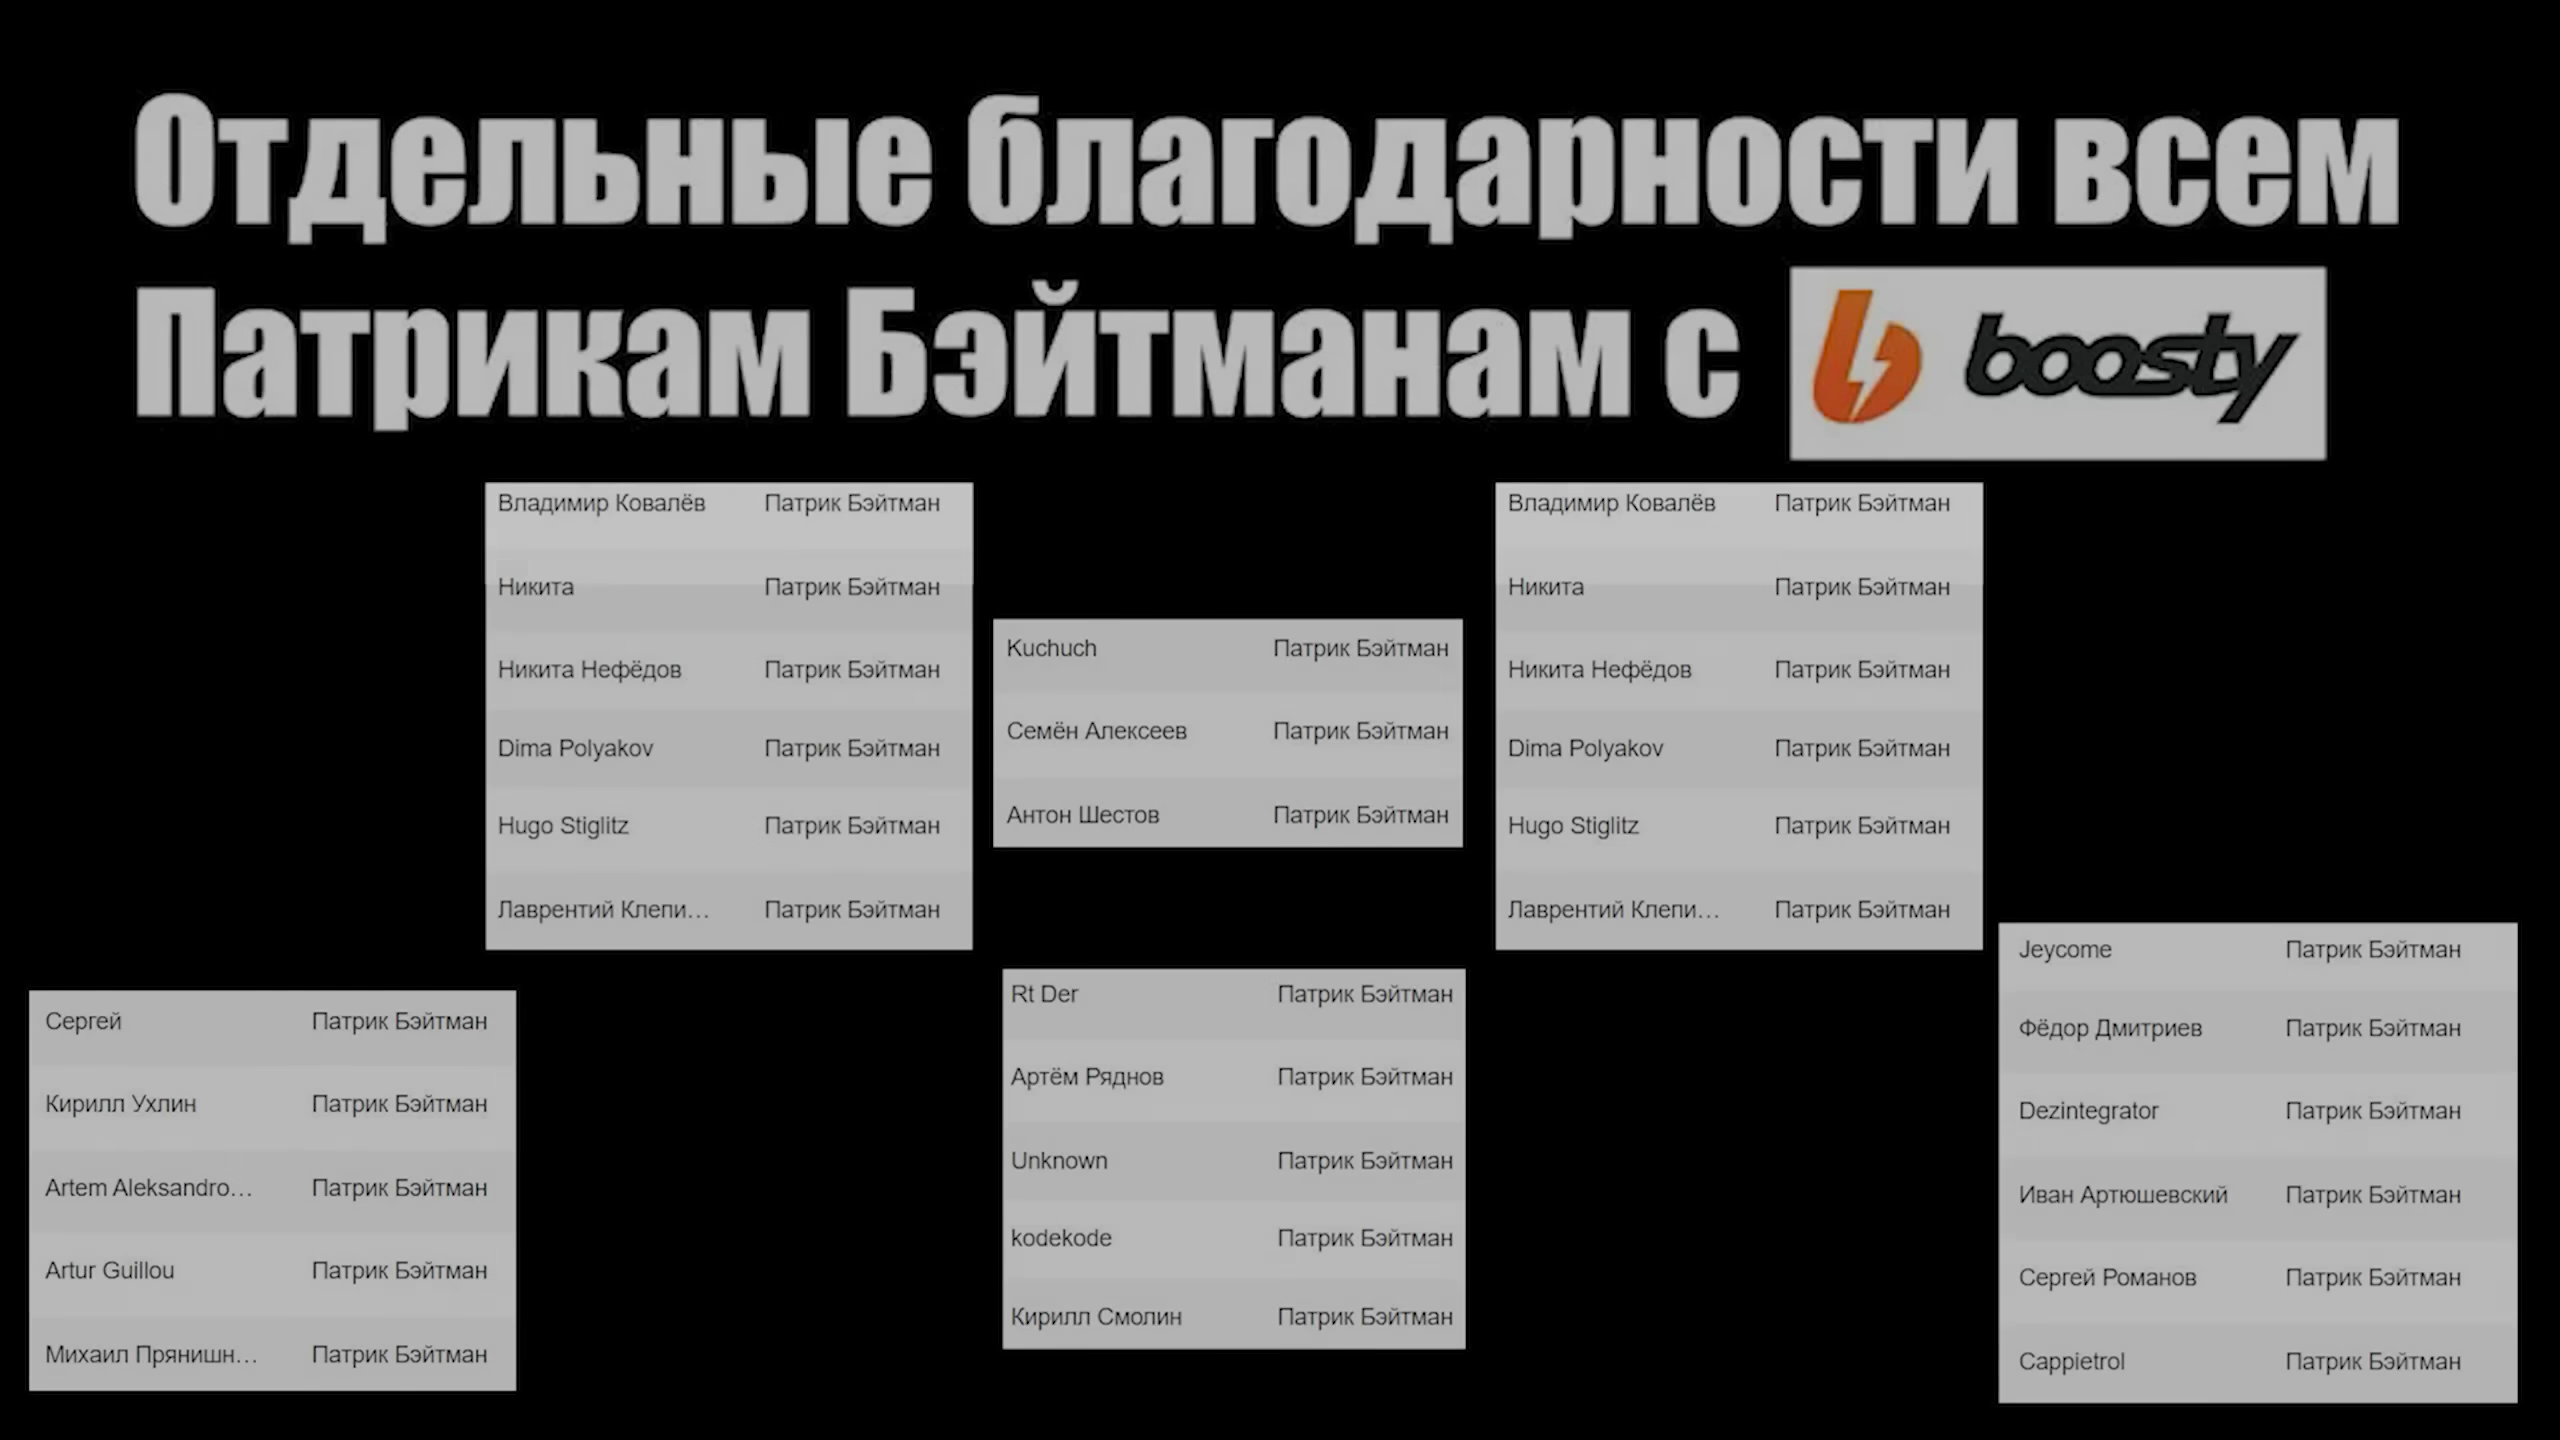 Отдельные благодарности всем
Патрикам Бэйтманам с boosty
Владимир Ковалёв Патрик Бэйтман
Никита Патрик Бэйтман
Никита Нефёдов Патрик Бэйтман
Dima Polyakov Патрик Бэйтман
Hugo Stiglitz Патрик Бэйтман
Лаврентий Клепи... Патрик Бэйтман
Kuchuch Патрик Бэйтман
Семён Алексеев Патрик Бэйтман
Антон Шестов Патрик Бэйтман
Владимир Ковалёв Патрик Бэйтман
Никита Патрик Бэйтман
Никита Нефёдов Патрик Бэйтман
Dima Polyakov Патрик Бэйтман
Hugo Stiglitz Патрик Бэйтман
Лаврентий Клепи... Патрик Бэйтман
Сергей Патрик Бэйтман
Кирилл Ухлин Патрик Бэйтман
Artem Aleksandro... Патрик Бэйтман
Artur Guillou Патрик Бэйтман
Михаил Прянишн... Патрик Бэйтман
Rt Der Патрик Бэйтман
Артём Ряднов Патрик Бэйтман
Unknown Патрик Бэйтман
kodekode Патрик Бэйтман
Кирилл Смолин Патрик Бэйтман
Jeycome Патрик Бэйтман
Фёдор Дмитриев Патрик Бэйтман
Dezintegrator Патрик Бэйтман
Иван Артюшевский Патрик Бэйтман
Сергей Романов Патрик Бэйтман
Cappietrol Патрик Бэйтман